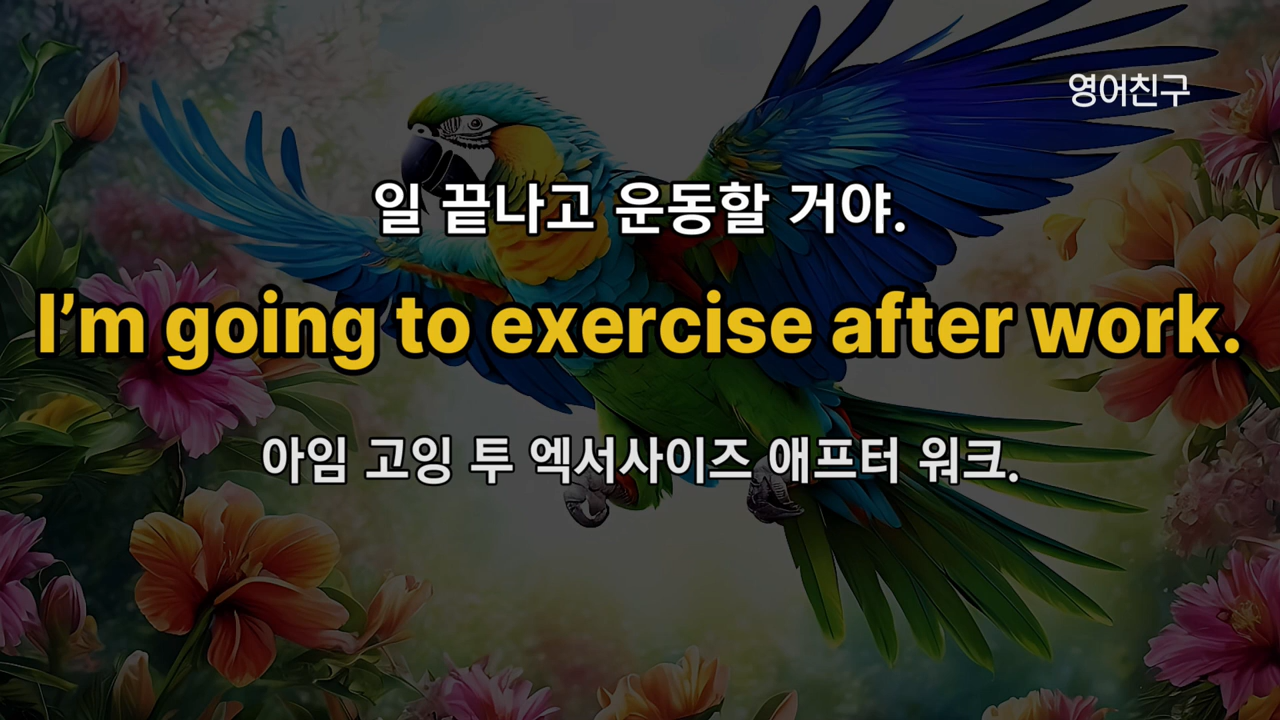 영어친구
일 끝나고 운동할 거야.
I’m going to exercise after work.
아임 고잉 투 엑서사이즈 애프터 워크.